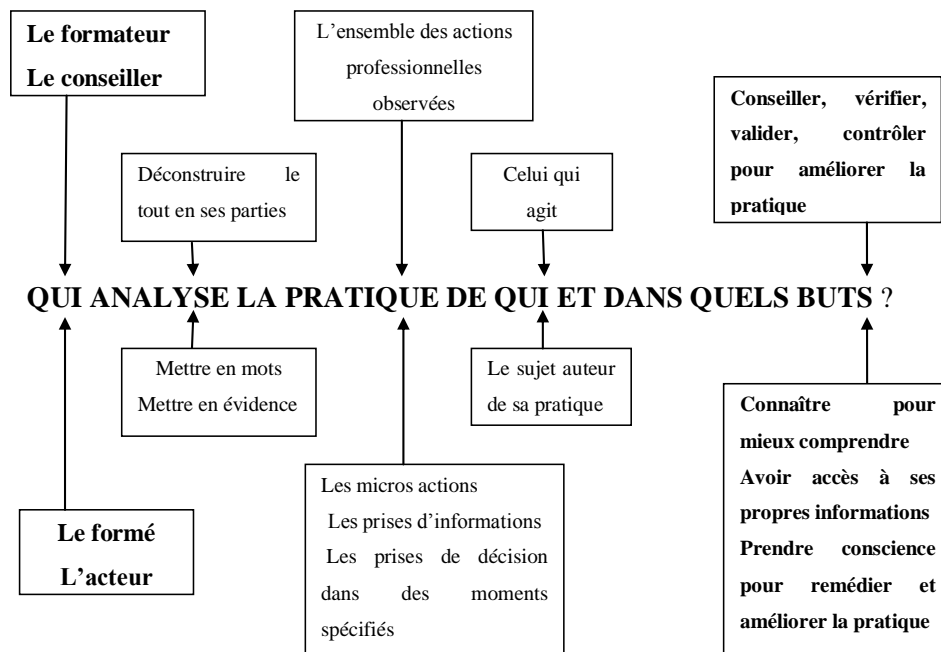 Le formateur
Le conseiller
L’ensemble des actions
professionnelles
observées
Conseiller, vérifier,
valider, contrôler
pour améliorer la
pratique
Déconstruire le
tout en ses parties
Celui qui
agit
QUI ANALYSE LA PRATIQUE DE QUI ET DANS QUELS BUTS ?
Mettre en mots
Mettre en évidence
Le sujet auteur
de sa pratique
Le formé
L’acteur
Les micros actions
Les prises d’informations
Les prises de décision
dans des moments
spécifiés
Connaître pour
mieux comprendre
Avoir accès à ses
propres informations
Prendre conscience
pour remédier et
améliorer la pratique